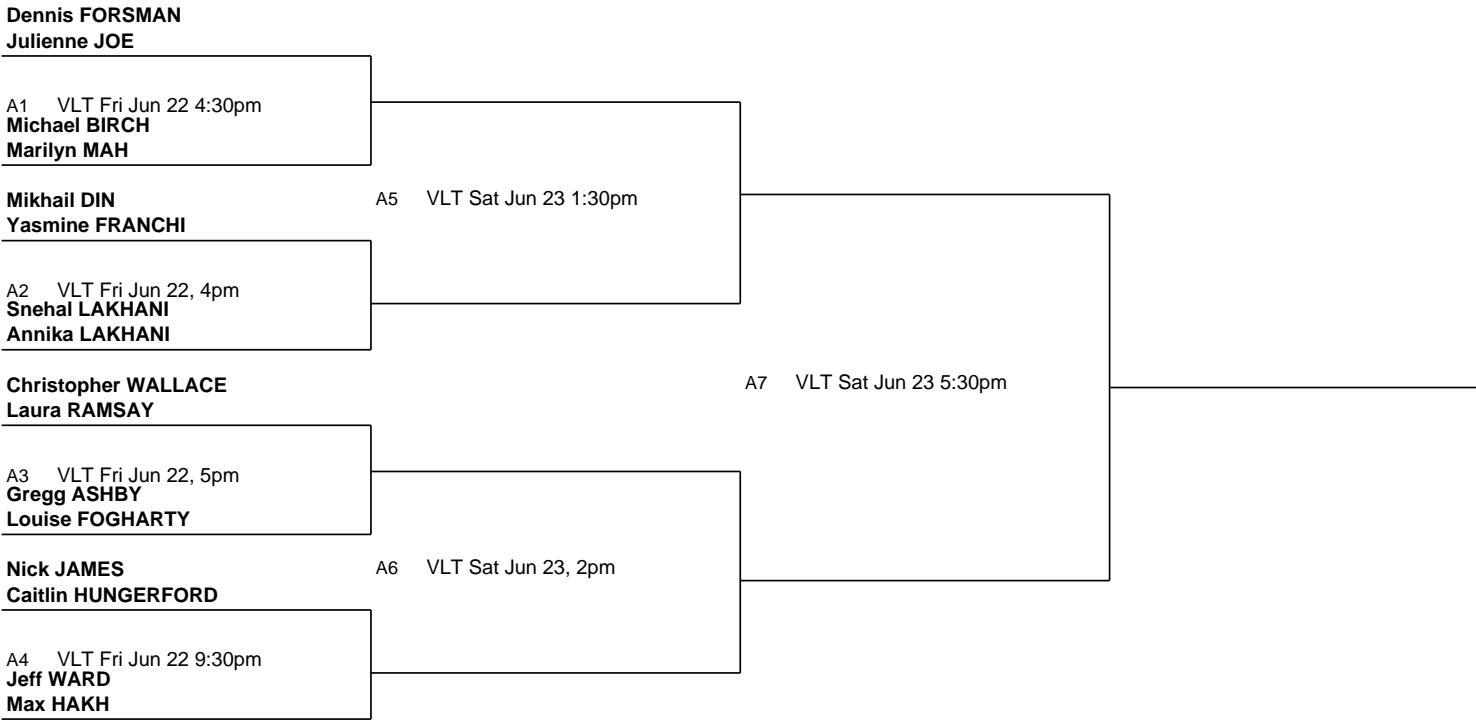 Dennis FORSMAN
Julienne JOE
A1 VLT Fri Jun 22 4:30pm
Michael BIRCH
Marilyn MAH
Mikhail DIN
Yasmine FRANCHI
A5 VLT Sat Jun 23 1:30pm
A2 VLT Fri Jun 22, 4pm
Snehal LAKHANI
Annika LAKHANI
Christopher WALLACE
Laura RAMSAY
A7 VLT Sat Jun 23 5:30pm
A3 VLT Fri Jun 22, 5pm
Gregg ASHBY
Louise FOGHARTY
Nick JAMES
Caitlin HUNGERFORD
A6 VLT Sat Jun 23, 2pm
A4 VLT Fri Jun 22 9:30pm
Jeff WARD
Max HAKH